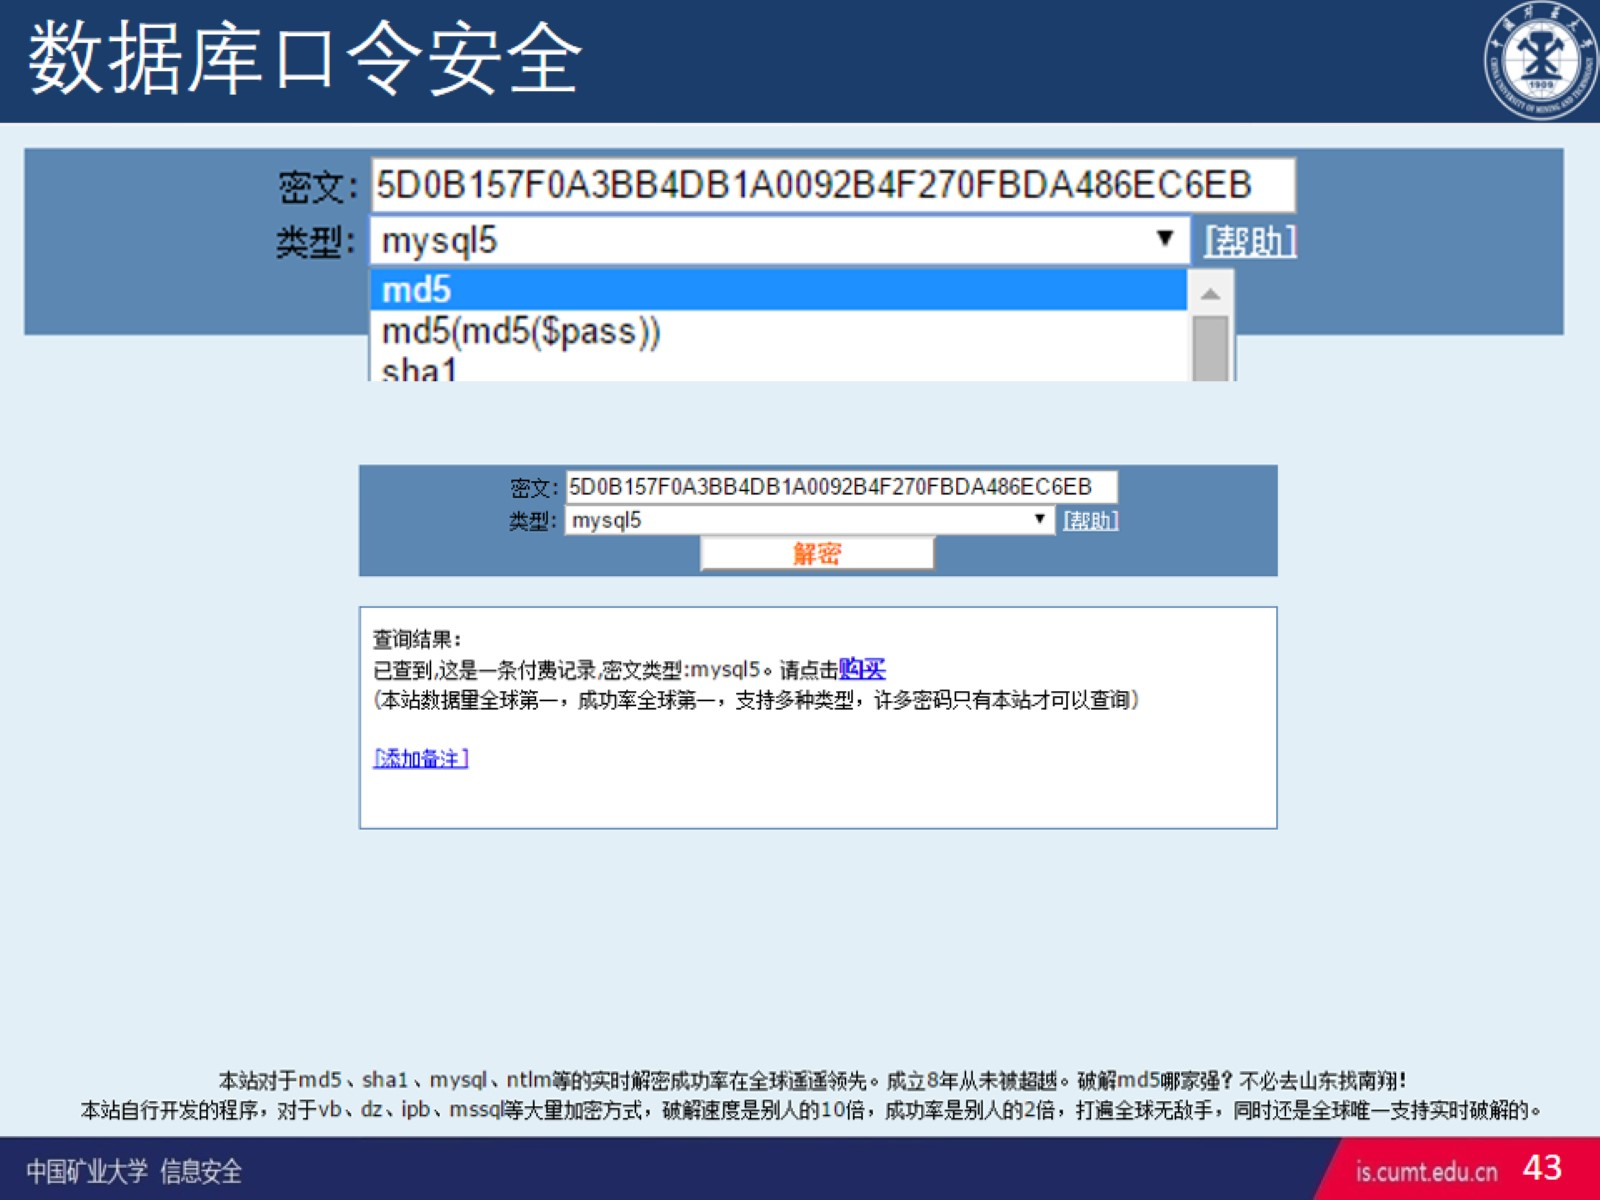 数据库口令安全
密文： 5D0B157F0A3BB4DB1A0092B4F270FBDA486EC6EB
类型： mysql5 [帮助]
md5
md5(md5($pass))
sha1
密文： 5D0B157F0A3BB4DB1A0092B4F270FBDA486EC6EB
类型： mysql5 [帮助]
解密
查询结果：
已查到,这是一条付费记录,密文类型:mysql5。请点击购买
(本站数据量全球第一，成功率全球第一，支持多种类型，许多密码只有本站才可以查询)
[添加备注]
本站对于md5、sha1、mysql、ntlm等的实时解密成功率在全球遥遥领先。成立8年从未被超越。破解md5哪家强？不必去山东找南翔！
本站自行开发的程序，对于vb、dz、ipb、mssql等大量加密方式，破解速度是别人的10倍，成功率是别人的2倍，打遍全球无敌手，同时还是全球唯一支持实时破解的。
中国矿业大学 信息安全
is.cumt.edu.cn 43